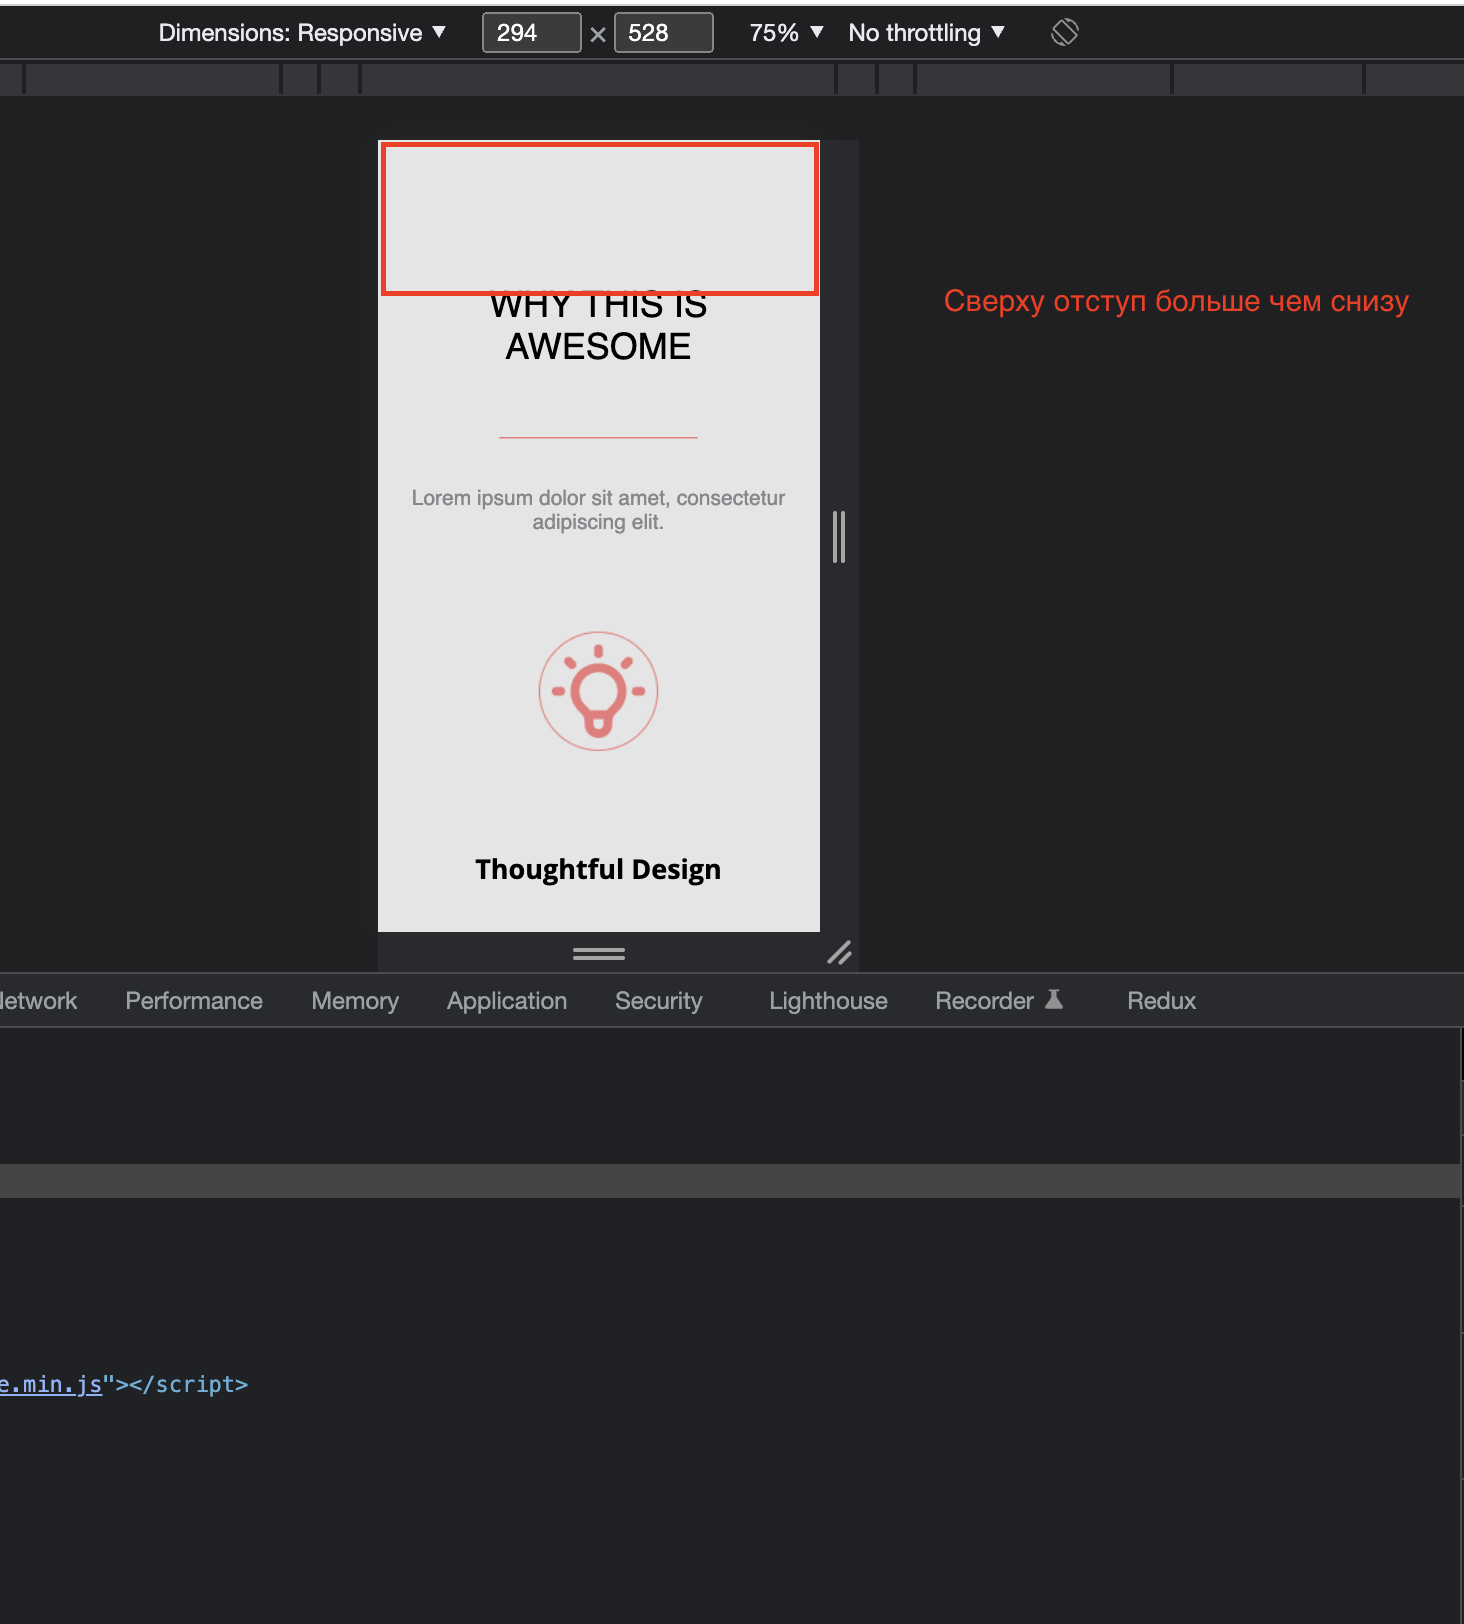 Dimensions: Responsive ▼ 294 × 528 75% ▼ No throttling ▼
WHY THIS IS
AWESOME
Сверху отступ больше чем снизу
Lorem ipsum dolor sit amet, consectetur
adipiscing elit.
Thoughtful Design
Network Performance Memory Application Security Lighthouse Recorder Redux
e.min.js"></script>